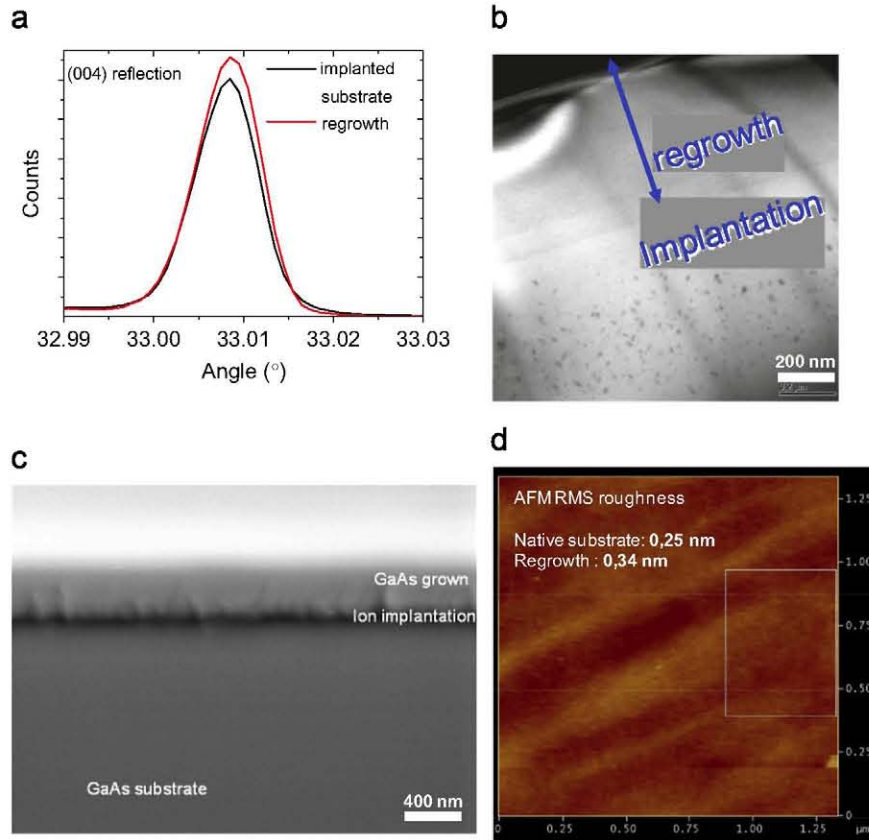 a
(004) reflection
implanted
substrate
regrowth
Counts
32.99 33.00 33.01 33.02 33.03
Angle (°)
b
regrowth
Implantation
200 nm
c
GaAs grown
Ion implantation
GaAs substrate
400 nm
d
AFM RMS roughness
Native substrate: 0,25 nm
Regrowth : 0,34 nm
1.25
1.00
0.75
0.50
0.25
0
0 0.25 0.50 0.75 1.00 1.25 µm